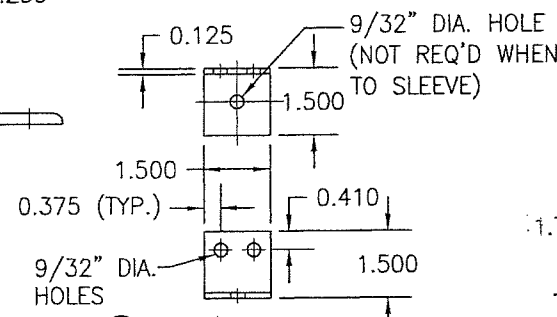 0.125
9/32" DIA. HOLE
(NOT REQ'D WHEN
TO SLEEVE)
1.500
1.500
0.375 (TYP.)
0.410
9/32" DIA.
HOLES
1.500